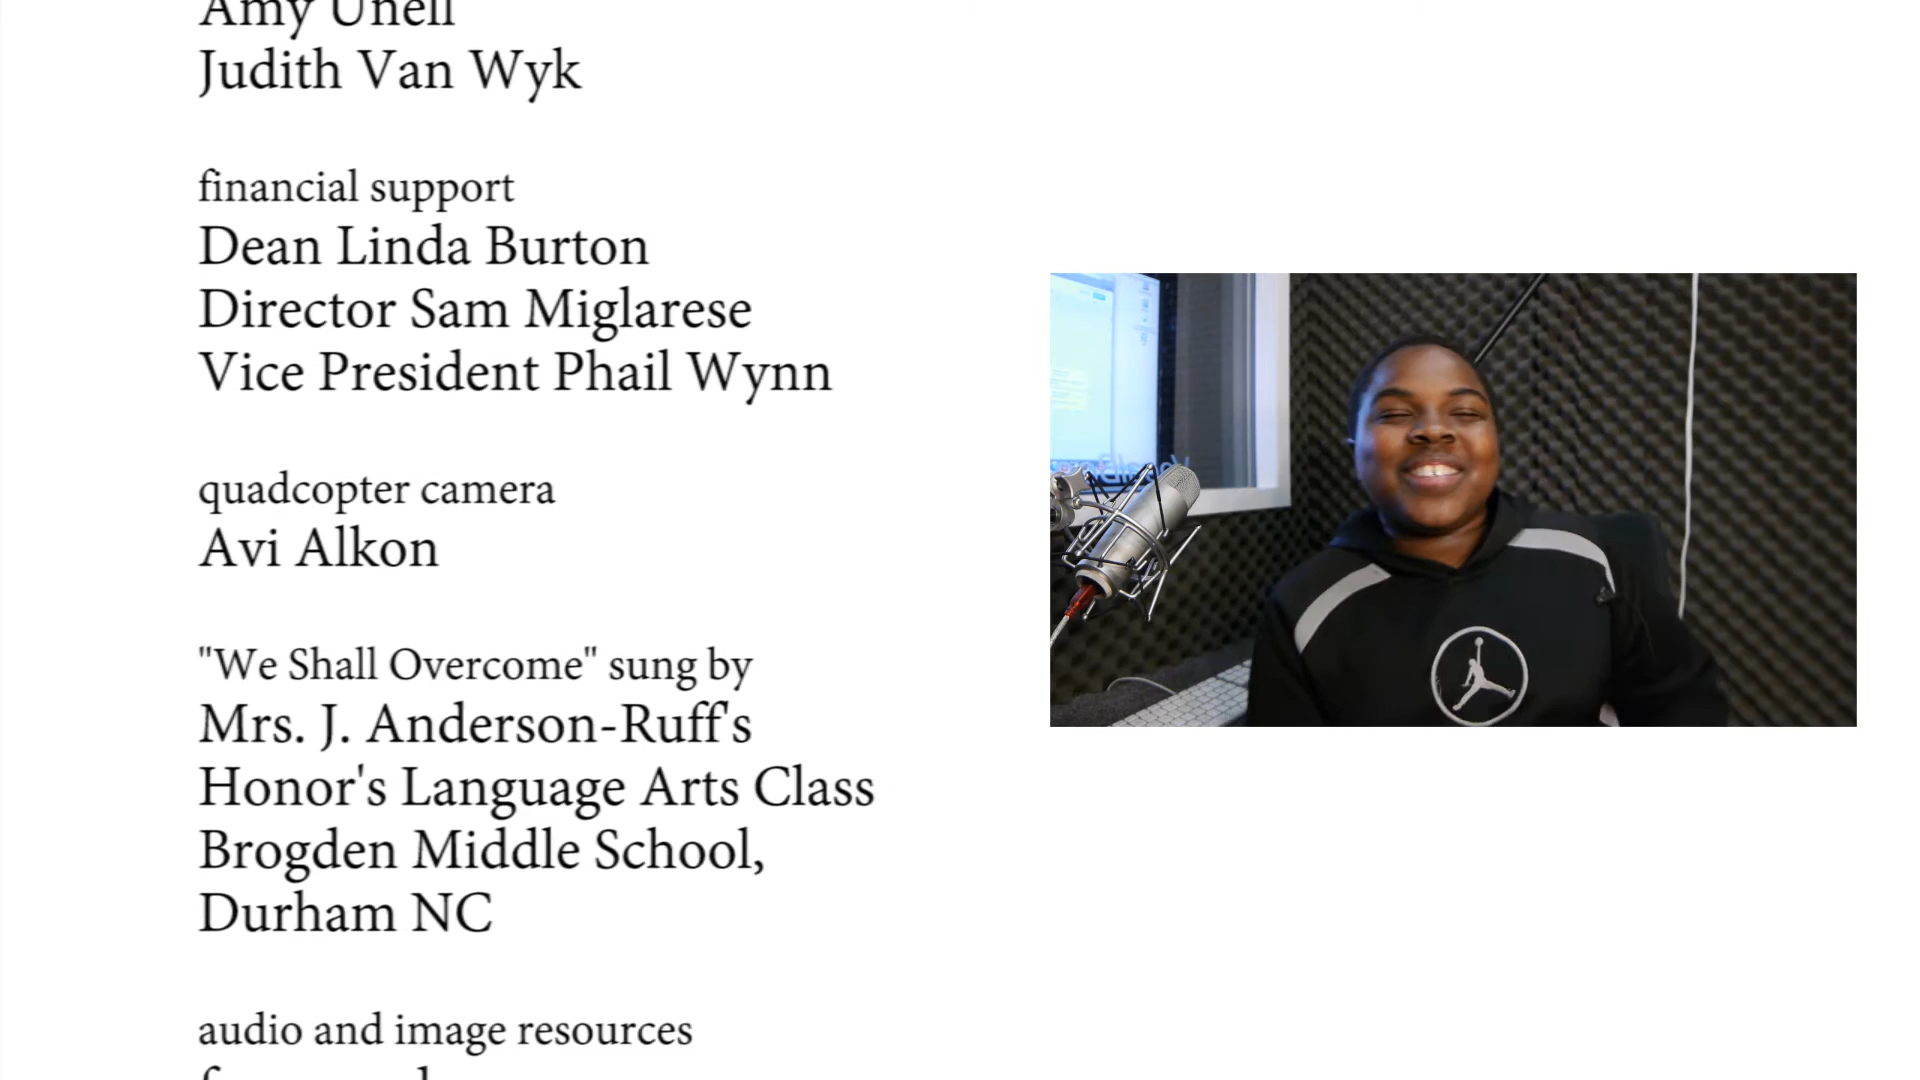 Amy Unell
Judith Van Wyk
financial support
Dean Linda Burton
Director Sam Miglarese
Vice President Phail Wynn
quadcopter camera
Avi Alkon
"We Shall Overcome" sung by
Mrs. J. Anderson-Ruff's
Honor's Language Arts Class
Brogden Middle School,
Durham NC
audio and image resources